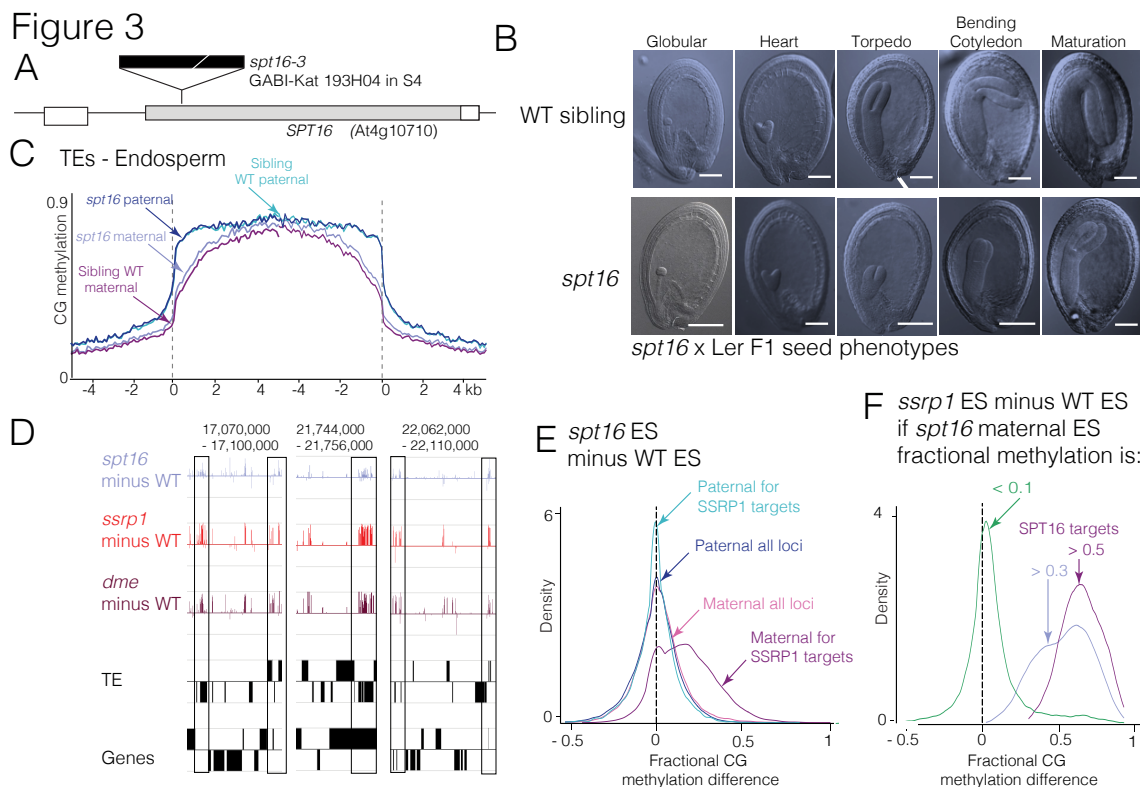 Figure 3
A
spt16-3
GABI-Kat 193H04 in S4
SPT16 (At4g10710)
B
Globular
Heart
Torpedo
Bending
Cotyledon
Maturation
WT sibling
spt16
spt16 x Ler F1 seed phenotypes
C
TEs - Endosperm
Sibling
WT paternal
spt16 paternal
spt16 maternal
Sibling WT
maternal
CG methylation
0.9
0
-4
-2
0
2
4
-4
-2
0
2
4 kb
D
17,070,000
- 17,100,000
21,744,000
- 21,756,000
22,062,000
- 22,110,000
spt16
minus WT
ssrp1
minus WT
dme
minus WT
TE
Genes
E
spt16 ES
minus WT ES
Paternal for
SSRP1 targets
Paternal all loci
Maternal all loci
Maternal for
SSRP1 targets
Density
6
0
- 0.5
0
0.5
1
Fractional CG
methylation difference
F
ssrp1 ES minus WT ES
if spt16 maternal ES
fractional methylation is:
< 0.1
SPT16 targets
> 0.5
> 0.3
Density
4
0
- 0.5
0
0.5
1
Fractional CG
methylation difference